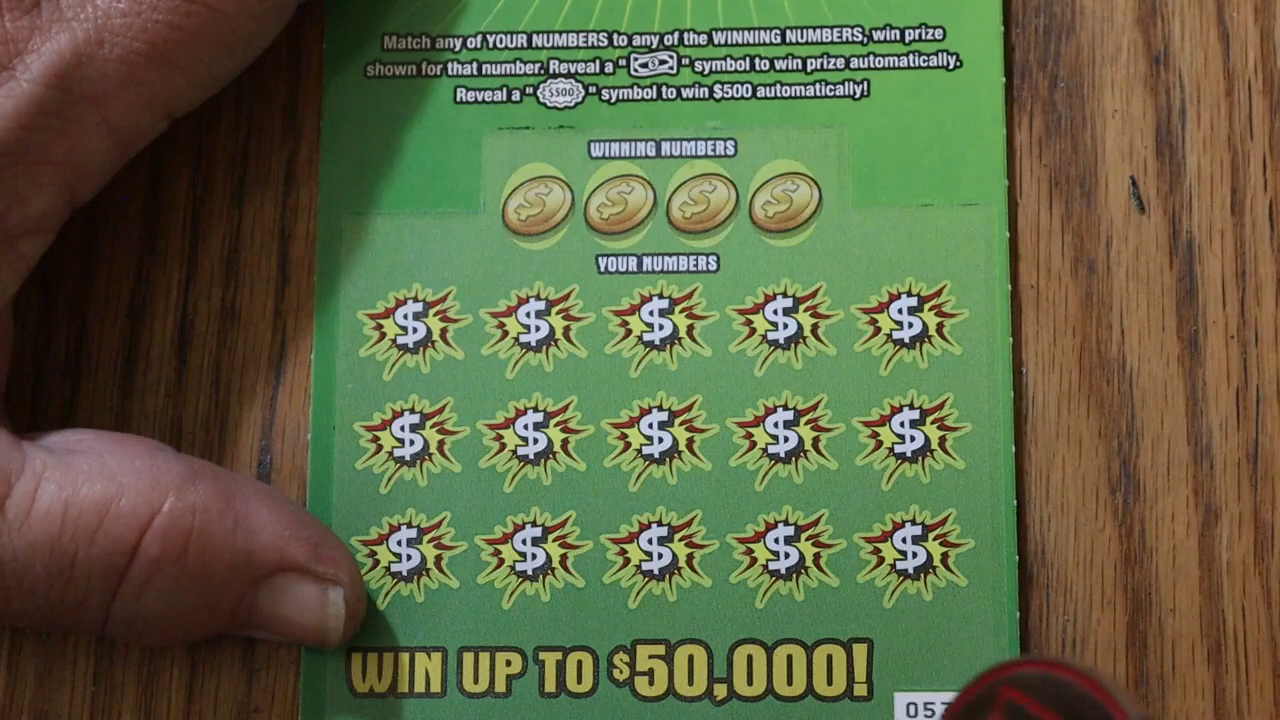 Match any of YOUR NUMBERS to any of the WINNING NUMBERS, win prize
shown for that number. Reveal a " $ " symbol to win prize automatically.
Reveal a " $500 " symbol to win $500 automatically!
WINNING NUMBERS
$ $ $ $
YOUR NUMBERS
$ $ $ $ $
$ $ $ $ $
$ $ $ $ $
WIN UP TO $50,000!
053